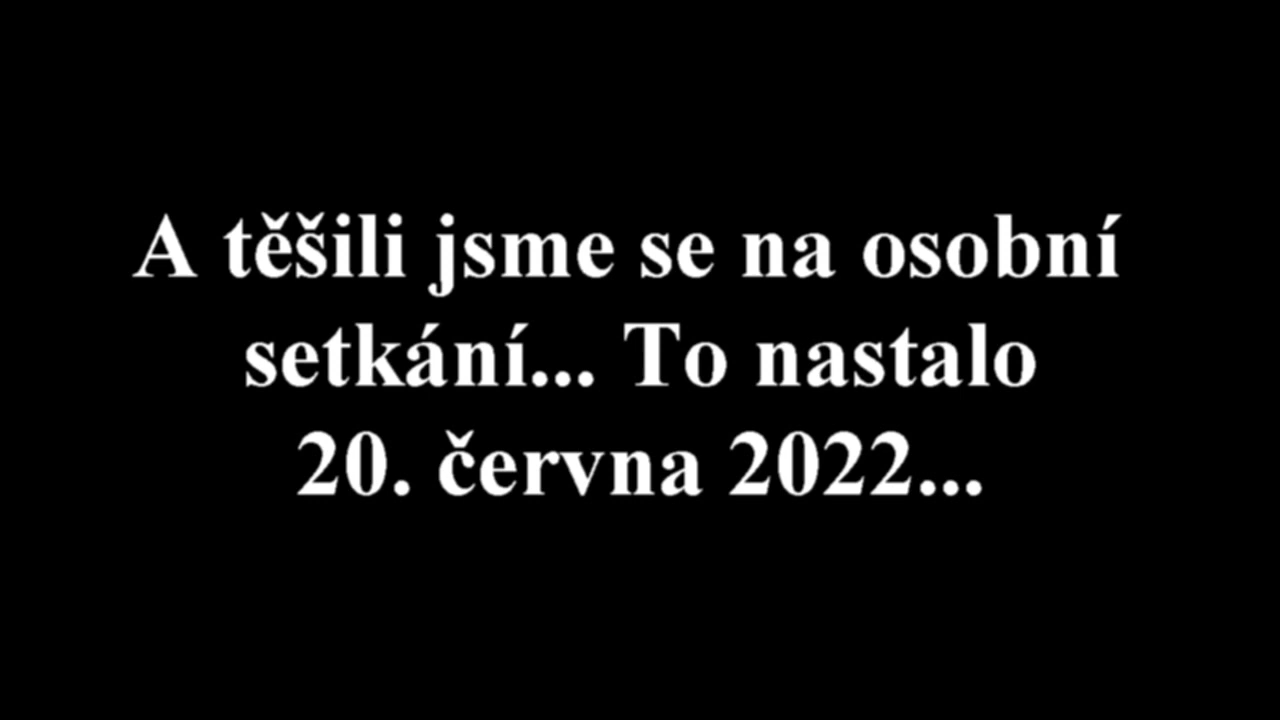 A těšili jsme se na osobní
setkání... To nastalo
20. června 2022...